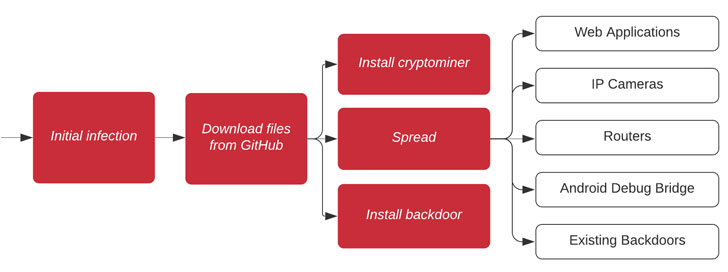 Initial infection
Download files
from GitHub
Install cryptominer
Spread
Install backdoor
Web Applications
IP Cameras
Routers
Android Debug Bridge
Existing Backdoors